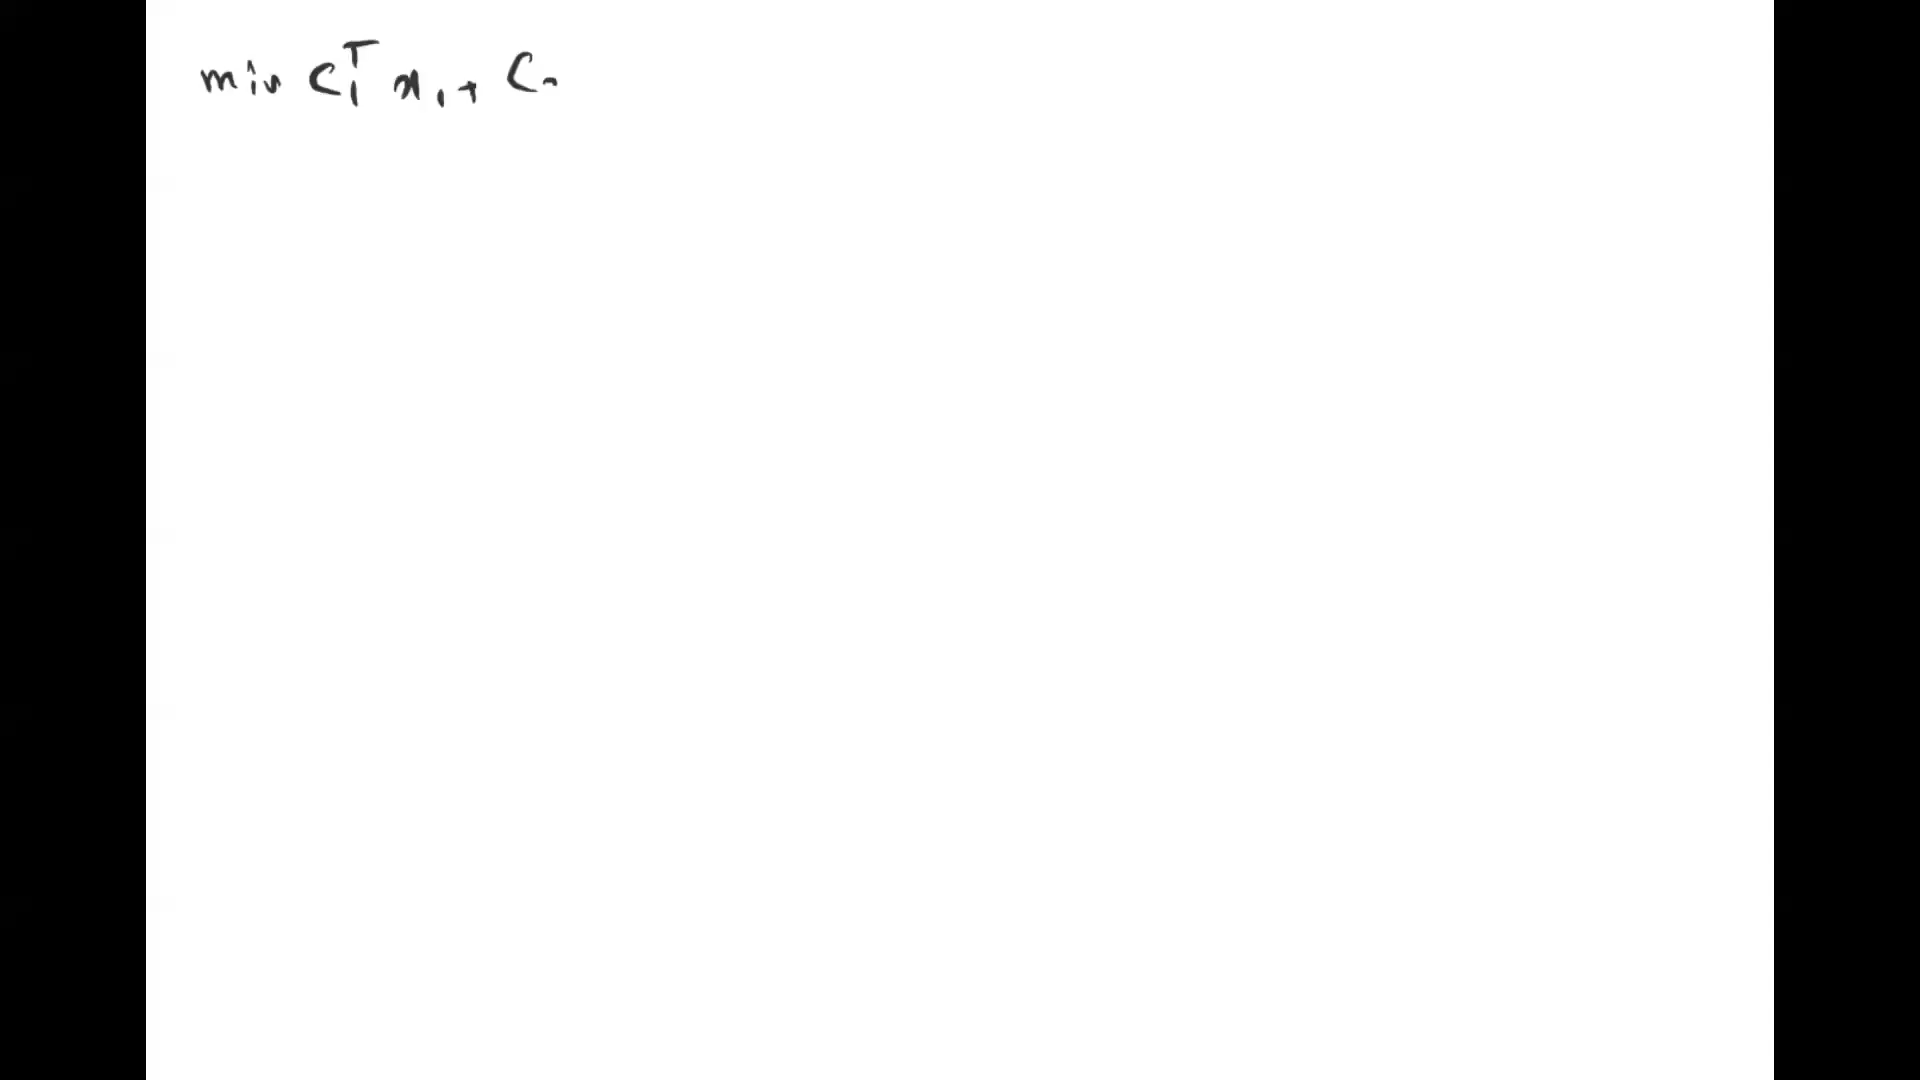 min C₁ᵀ x₁ + C